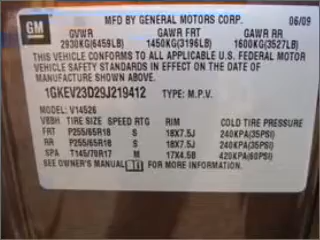 GM MFD BY GENERAL MOTORS CORP. 06/09
GVWR GAWR FRT GAWR RR
2930KG(6459LB) 1450KG(3196LB) 1600KG(3527LB)
THIS VEHICLE CONFORMS TO ALL APPLICABLE U.S. FEDERAL MOTOR
VEHICLE SAFETY STANDARDS IN EFFECT ON THE DATE OF
MANUFACTURE SHOWN ABOVE.
1GKEV23D29J219412 TYPE: M.P.V.
MODEL: V14526
VBBH TIRE SIZE SPEED RTG RIM COLD TIRE PRESSURE
FRT P255/65R18 S 18X7.5J 240KPA(35PSI)
RR P255/65R18 S 18X7.5J 240KPA(35PSI)
SPA T145/70R17 M 17X4.5B 420KPA(60PSI)
SEE OWNER'S MANUAL FOR MORE INFORMATION.